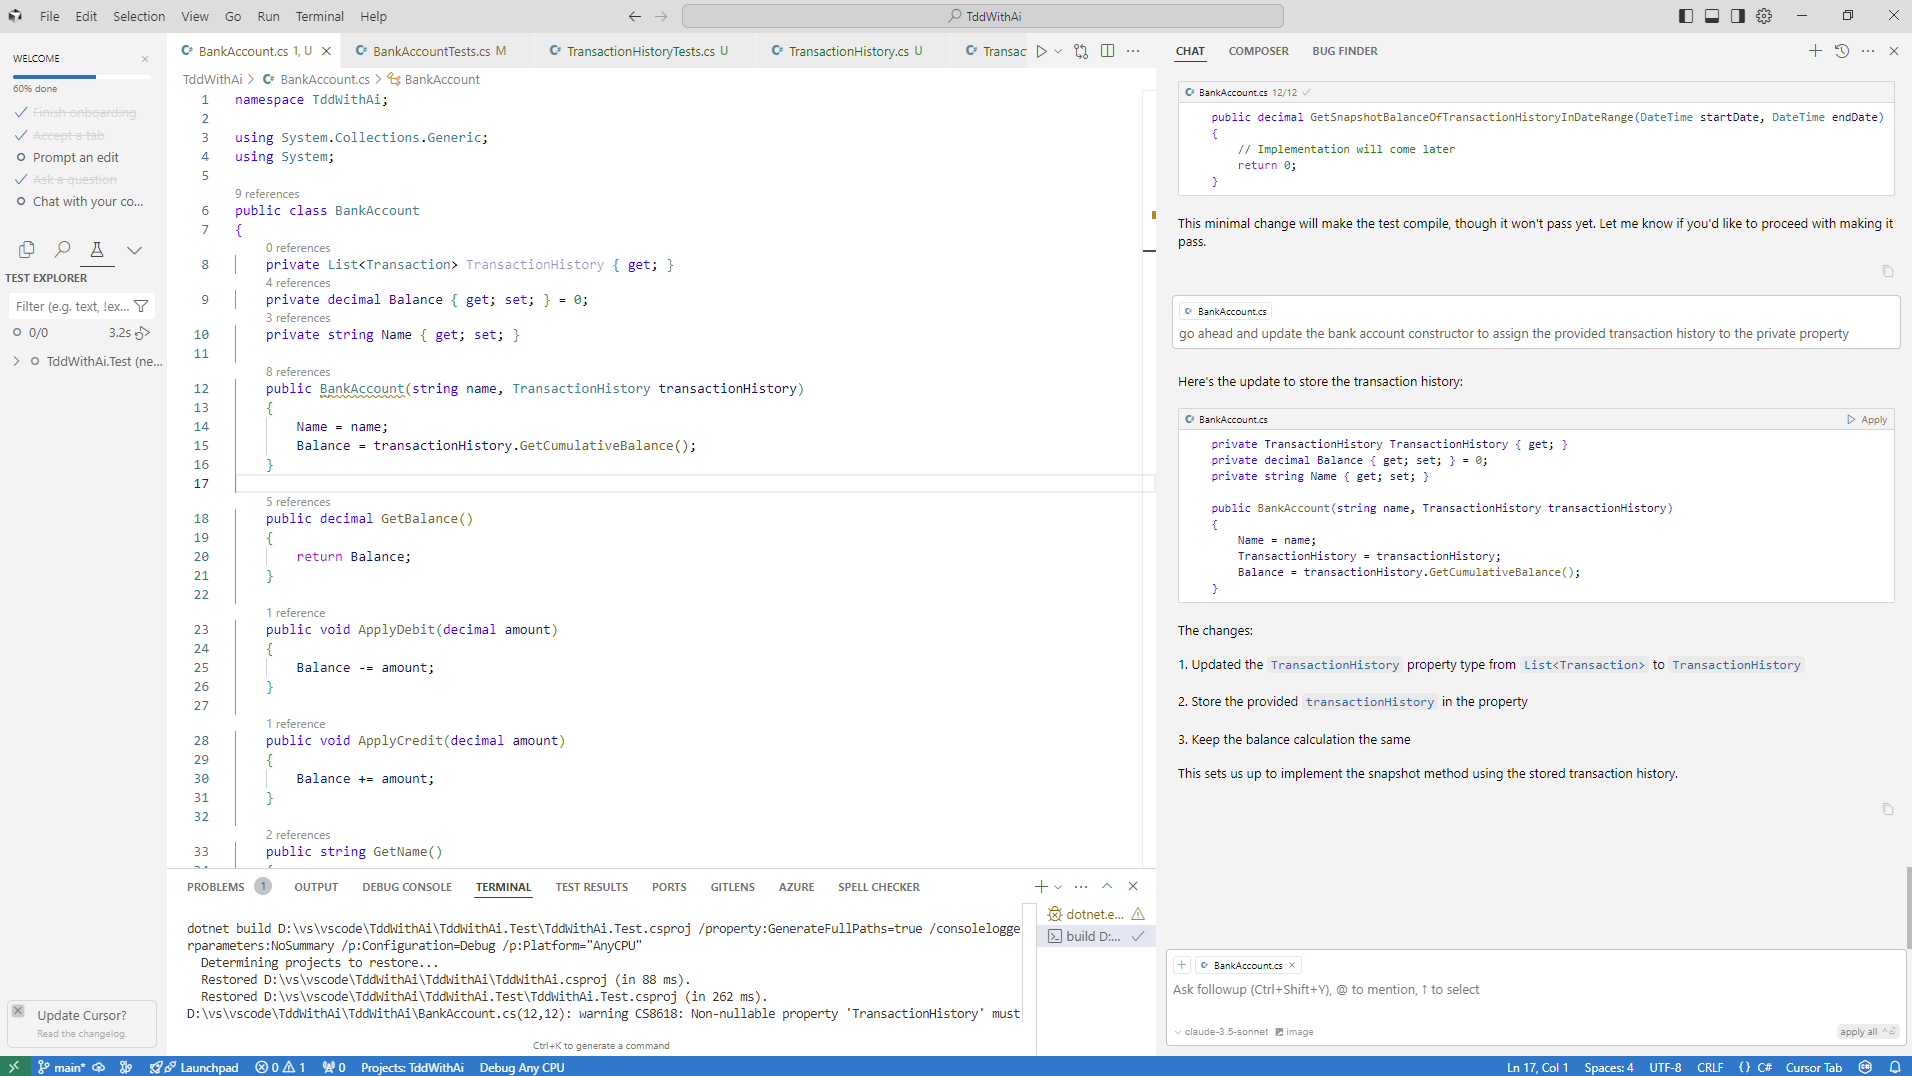 File Edit Selection View Go Run Terminal Help
TddWithAi
WELCOME
60% done
Finish onboarding
Accept a tab
Prompt an edit
Ask a question
Chat with your co...
TEST EXPLORER
Filter (e.g. text, !ex...
0/0 3.2s
TddWithAi.Test (ne...
Update Cursor?
Read the changelog.
BankAccount.cs 1, U
BankAccountTests.cs M
TransactionHistoryTests.cs U
TransactionHistory.cs U
Transac
TddWithAi > BankAccount.cs > BankAccount
1 namespace TddWithAi;
2
3 using System.Collections.Generic;
4 using System;
5
9 references
6 public class BankAccount
7 {
0 references
8 private List<Transaction> TransactionHistory { get; }
4 references
9 private decimal Balance { get; set; } = 0;
3 references
10 private string Name { get; set; }
11
8 references
12 public BankAccount(string name, TransactionHistory transactionHistory)
13 {
14 Name = name;
15 Balance = transactionHistory.GetCumulativeBalance();
16 }
17
5 references
18 public decimal GetBalance()
19 {
20 return Balance;
21 }
22
1 reference
23 public void ApplyDebit(decimal amount)
24 {
25 Balance -= amount;
26 }
27
1 reference
28 public void ApplyCredit(decimal amount)
29 {
30 Balance += amount;
31 }
32
2 references
33 public string GetName()
PROBLEMS 1 OUTPUT DEBUG CONSOLE TERMINAL TEST RESULTS PORTS GITLENS AZURE SPELL CHECKER
dotnet build D:\vs\vscode\TddWithAi\TddWithAi.Test\TddWithAi.Test.csproj /property:GenerateFullPaths=true /consolelogge
rparameters:NoSummary /p:Configuration=Debug /p:Platform="AnyCPU"
Determining projects to restore...
Restored D:\vs\vscode\TddWithAi\TddWithAi\TddWithAi.csproj (in 88 ms).
Restored D:\vs\vscode\TddWithAi\TddWithAi.Test\TddWithAi.Test.csproj (in 262 ms).
D:\vs\vscode\TddWithAi\TddWithAi\BankAccount.cs(12,12): warning CS8618: Non-nullable property 'TransactionHistory' must
Ctrl+K to generate a command
dotnet.e...
build D:...
CHAT COMPOSER BUG FINDER
BankAccount.cs 12/12
public decimal GetSnapshotBalanceOfTransactionHistoryInDateRange(DateTime startDate, DateTime endDate)
{
// Implementation will come later
return 0;
}
This minimal change will make the test compile, though it won't pass yet. Let me know if you'd like to proceed with making it
pass.
BankAccount.cs
go ahead and update the bank account constructor to assign the provided transaction history to the private property
Here's the update to store the transaction history:
BankAccount.cs Apply
private TransactionHistory TransactionHistory { get; }
private decimal Balance { get; set; } = 0;
private string Name { get; set; }
public BankAccount(string name, TransactionHistory transactionHistory)
{
Name = name;
TransactionHistory = transactionHistory;
Balance = transactionHistory.GetCumulativeBalance();
}
The changes:
1. Updated the TransactionHistory property type from List<Transaction> to TransactionHistory
2. Store the provided transactionHistory in the property
3. Keep the balance calculation the same
This sets us up to implement the snapshot method using the stored transaction history.
BankAccount.cs
Ask followup (Ctrl+Shift+Y), @ to mention, ↑ to select
claude-3.5-sonnet image
apply all
main* Launchpad 0 1 0 Projects: TddWithAi Debug Any CPU
Ln 17, Col 1 Spaces: 4 UTF-8 CRLF {} C# Cursor Tab